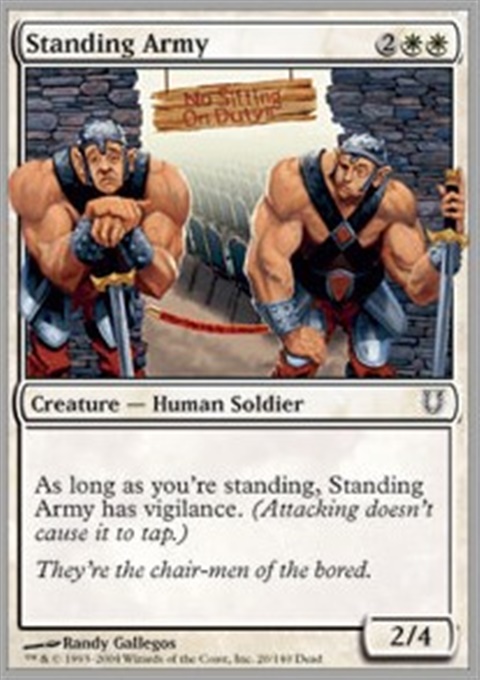 Standing Army 2
No Sitting
On Duty!!
Creature — Human Soldier
As long as you're standing, Standing
Army has vigilance. (Attacking doesn't
cause it to tap.)
They're the chair-men of the bored.
Randy Gallegos
2/4
™ & © 1993-2004 Wizards of the Coast, Inc. 20/140 Dead